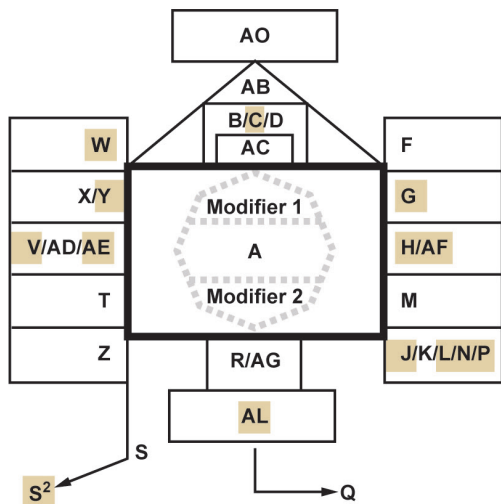 AO
AB
B/C/D
AC
W
F
X/Y
Modifier 1
G
V/AD/AE
A
H/AF
T
Modifier 2
M
Z
R/AG
J/K/L/N/P
AL
S
S²
Q